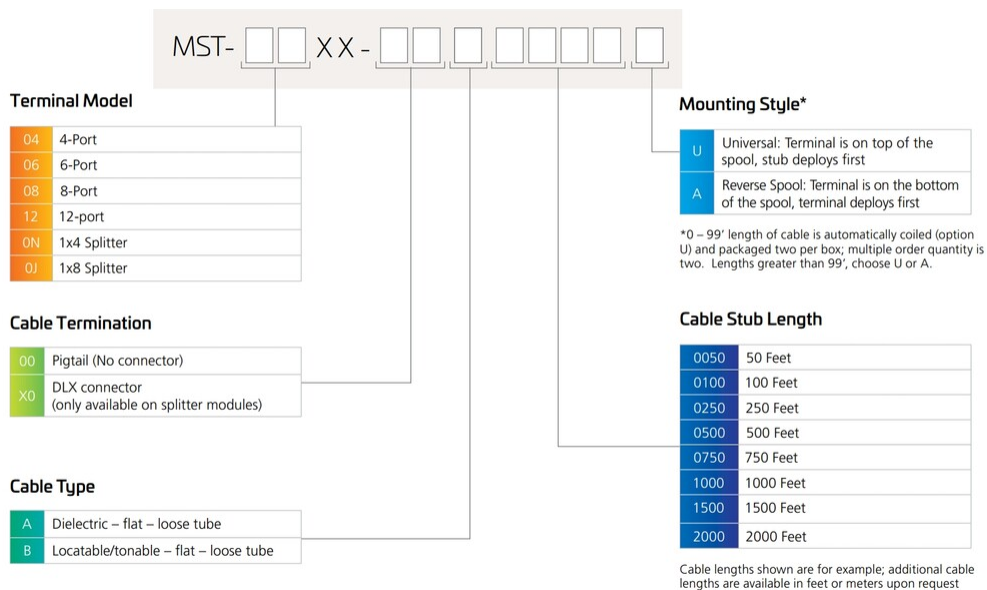 MST- XX -
Terminal Model
04 4-Port
06 6-Port
08 8-Port
12 12-port
0N 1x4 Splitter
0J 1x8 Splitter
Cable Termination
00 Pigtail (No connector)
X0 DLX connector
(only available on splitter modules)
Cable Type
A Dielectric – flat – loose tube
B Locatable/tonable – flat – loose tube
Mounting Style*
U Universal: Terminal is on top of the
spool, stub deploys first
A Reverse Spool: Terminal is on the bottom
of the spool, terminal deploys first
*0 – 99’ length of cable is automatically coiled (option
U) and packaged two per box; multiple order quantity is
two. Lengths greater than 99’, choose U or A.
Cable Stub Length
0050 50 Feet
0100 100 Feet
0250 250 Feet
0500 500 Feet
0750 750 Feet
1000 1000 Feet
1500 1500 Feet
2000 2000 Feet
Cable lengths shown are for example; additional cable
lengths are available in feet or meters upon request